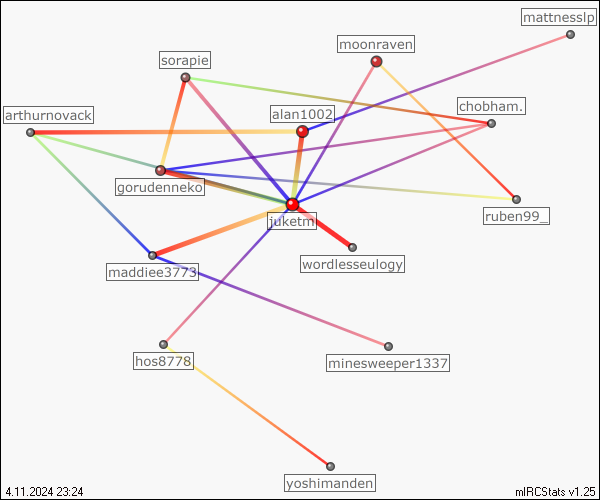 mattnesslp
moonraven
sorapie
chobham.
arthurnovack
alan1002
gorudenneko
ruben99_
juketm
wordlesseulogy
maddiee3773
hos8778
minesweeper1337
yoshimanden
4.11.2024 23:24
mIRCStats v1.25